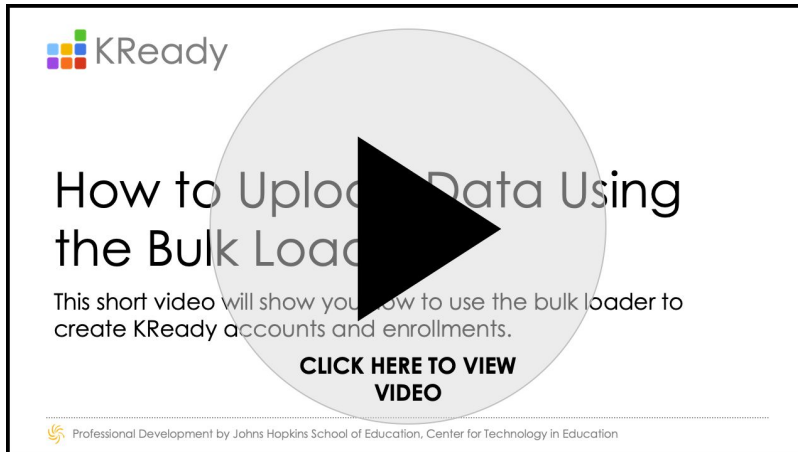 KReady
How to Upload Data Using
the Bulk Loader
This short video will show you how to use the bulk loader to
create KReady accounts and enrollments.
CLICK HERE TO VIEW
VIDEO
Professional Development by Johns Hopkins School of Education, Center for Technology in Education